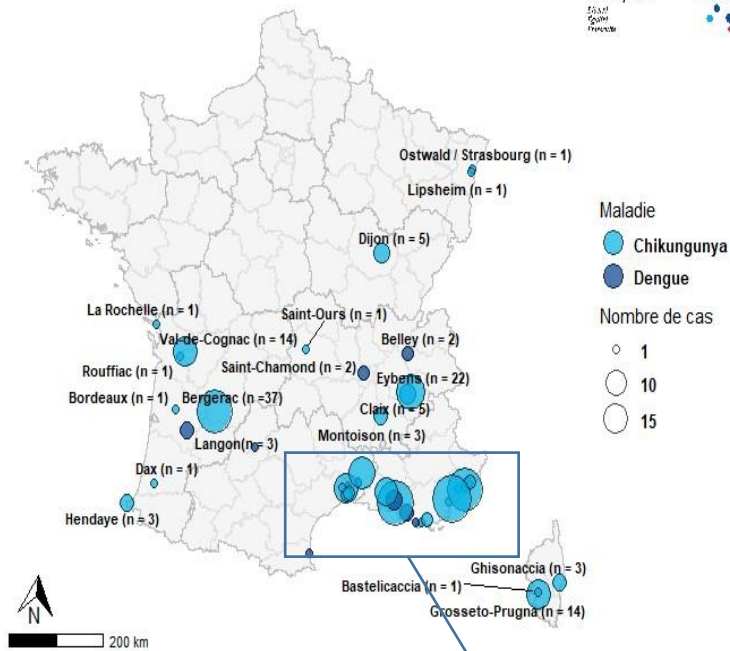 Ostwald / Strasbourg (n = 1)
Lipsheim (n = 1)
Dijon (n = 5)
Maladie
Chikungunya
Dengue
Nombre de cas
1
10
15
La Rochelle (n = 1)
Saint-Ours (n = 1)
Val-de-Cognac (n = 14)
Belley (n = 2)
Rouffiac (n = 1)
Saint-Chamond (n = 2)
Eybens (n = 22)
Bordeaux (n = 1)
Bergerac (n =37)
Claix (n = 5)
Langon(n = 3)
Montoison (n = 3)
Dax (n = 1)
Hendaye (n = 3)
Ghisonaccia (n = 3)
Bastelicaccia (n = 1)
Grosseto-Prugna (n = 14)
N
200 km